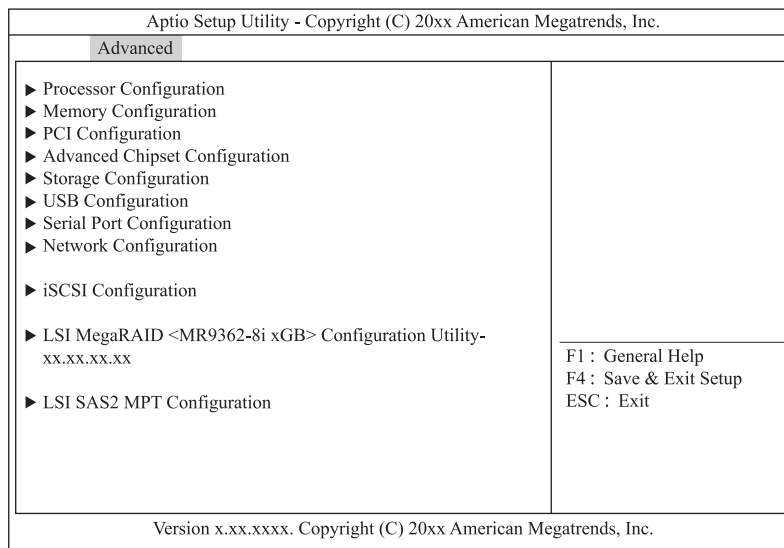 Aptio Setup Utility - Copyright (C) 20xx American Megatrends, Inc.
Advanced
▶ Processor Configuration
▶ Memory Configuration
▶ PCI Configuration
▶ Advanced Chipset Configuration
▶ Storage Configuration
▶ USB Configuration
▶ Serial Port Configuration
▶ Network Configuration
▶ iSCSI Configuration
▶ LSI MegaRAID <MR9362-8i xGB> Configuration Utility-
xx.xx.xx.xx
▶ LSI SAS2 MPT Configuration
F1 : General Help
F4 : Save & Exit Setup
ESC : Exit
Version x.xx.xxxx. Copyright (C) 20xx American Megatrends, Inc.